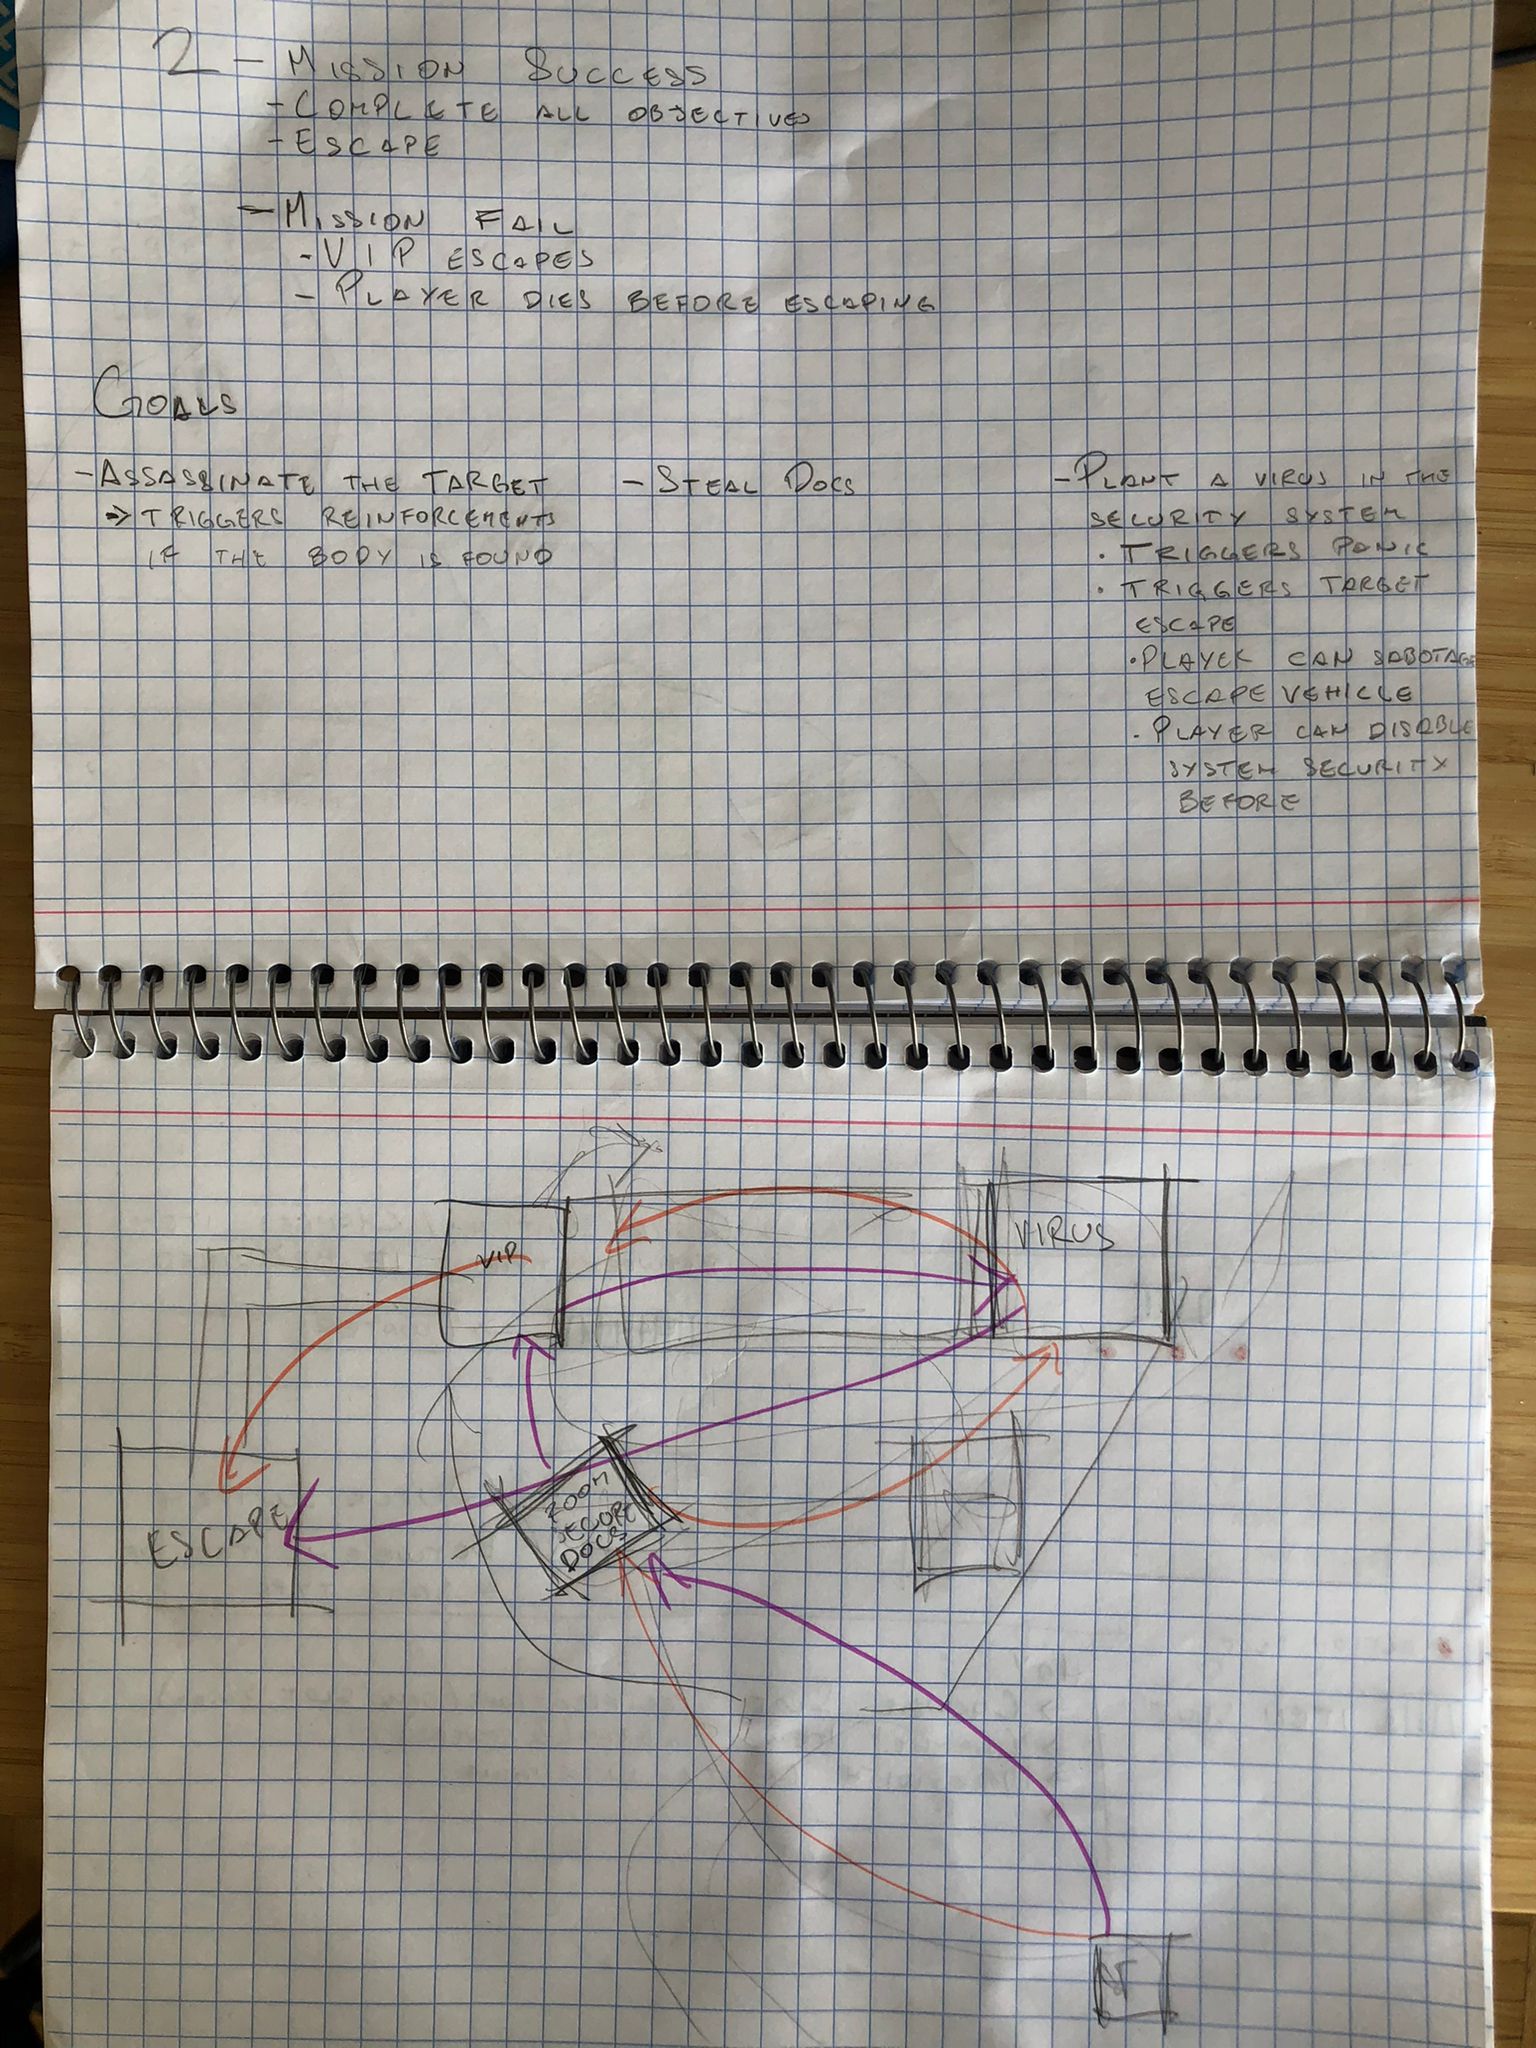 2 - MISSION SUCCESS
- COMPLETE ALL OBJECTIVES
- ESCAPE
- MISSION FAIL
- VIP ESCAPES
- PLAYER DIES BEFORE ESCAPING
GOALS
- ASSASSINATE THE TARGET
→ TRIGGERS REINFORCEMENTS
IF THE BODY IS FOUND
- STEAL DOCS
- PLANT A VIRUS IN THE
SECURITY SYSTEM
• TRIGGERS PANIC
• TRIGGERS TARGET
ESCAPE
• PLAYER CAN SABOTAGE
ESCAPE VEHICLE
• PLAYER CAN DISABLE
SYSTEM SECURITY
BEFORE
VIP
VIRUS
ESCAPE
ROOM
SECURE
DOCS